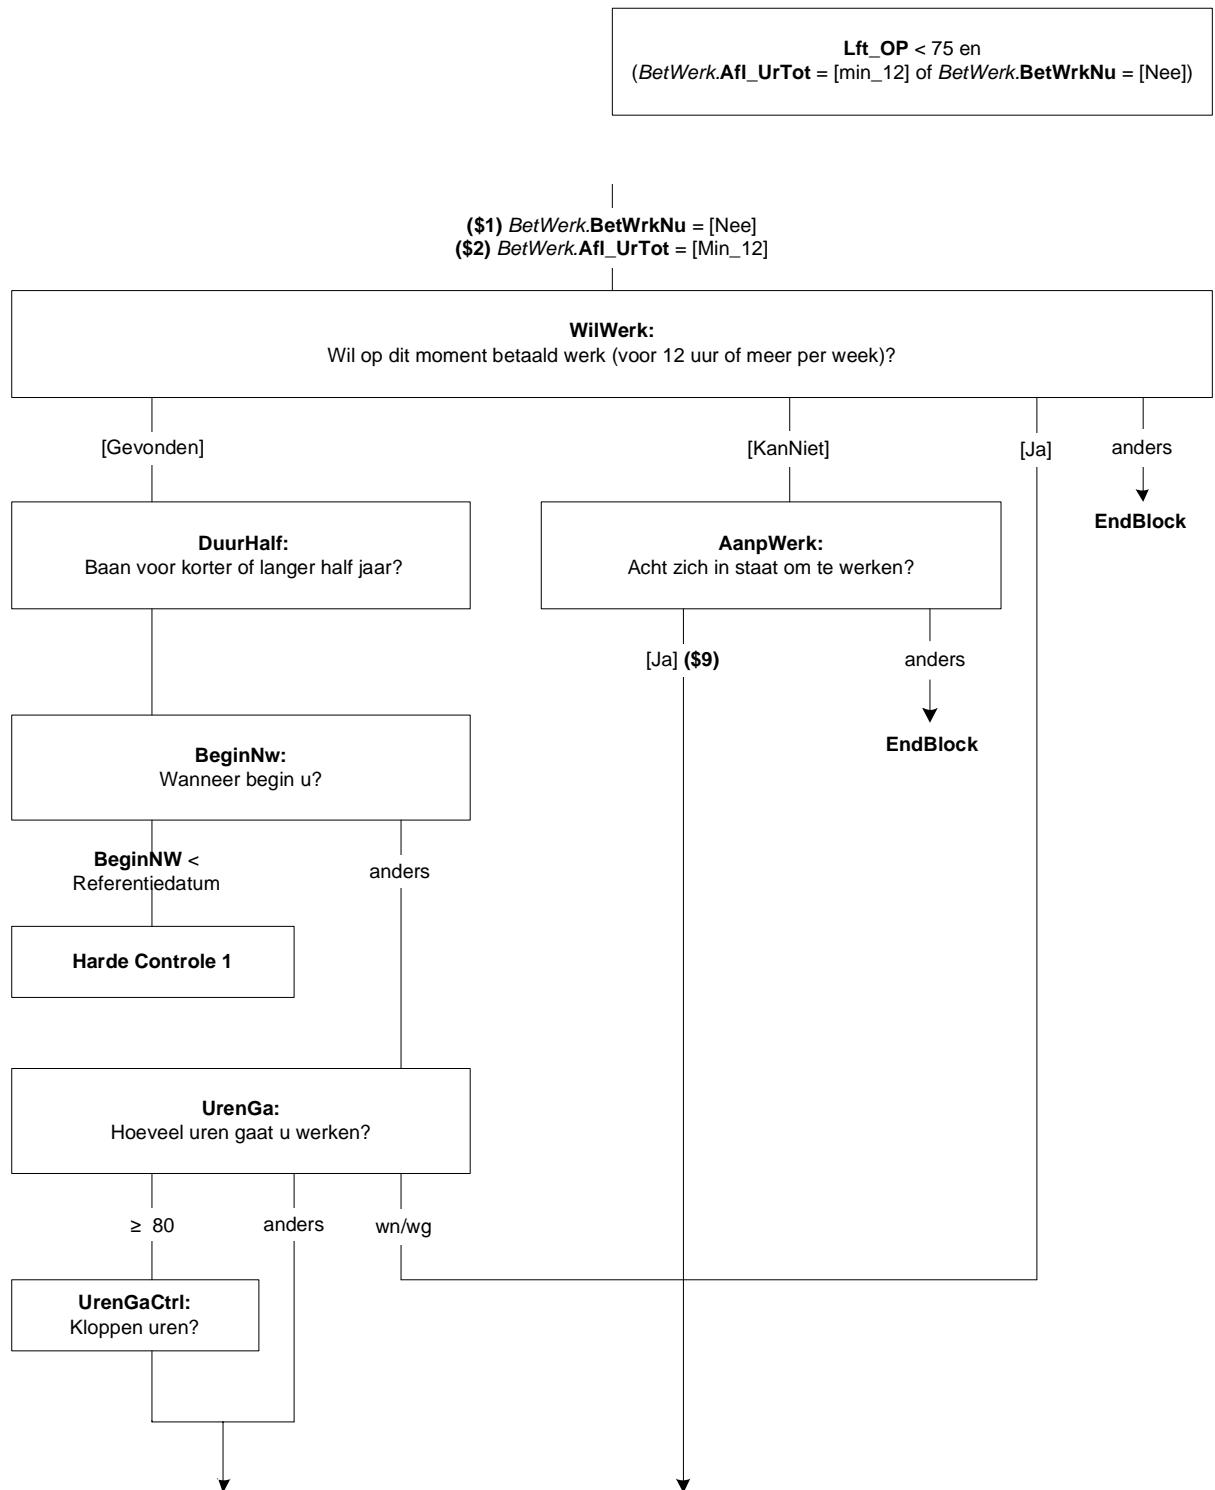 Lft_OP < 75 en
(BetWerk.Afl_UrTot = [min_12] of BetWerk.BetWrkNu = [Nee])
($1) BetWerk.BetWrkNu = [Nee]
($2) BetWerk.Afl_UrTot = [Min_12]
WilWerk:
Wil op dit moment betaald werk (voor 12 uur of meer per week)?
[Gevonden]
[KanNiet]
[Ja]
anders
EndBlock
DuurHalf:
Baan voor korter of langer half jaar?
AanpWerk:
Acht zich in staat om te werken?
[Ja] ($9)
anders
EndBlock
BeginNw:
Wanneer begin u?
BeginNW <
Referentiedatum
anders
Harde Controle 1
UrenGa:
Hoeveel uren gaat u werken?
≥ 80
anders
wn/wg
UrenGaCtrl:
Kloppen uren?